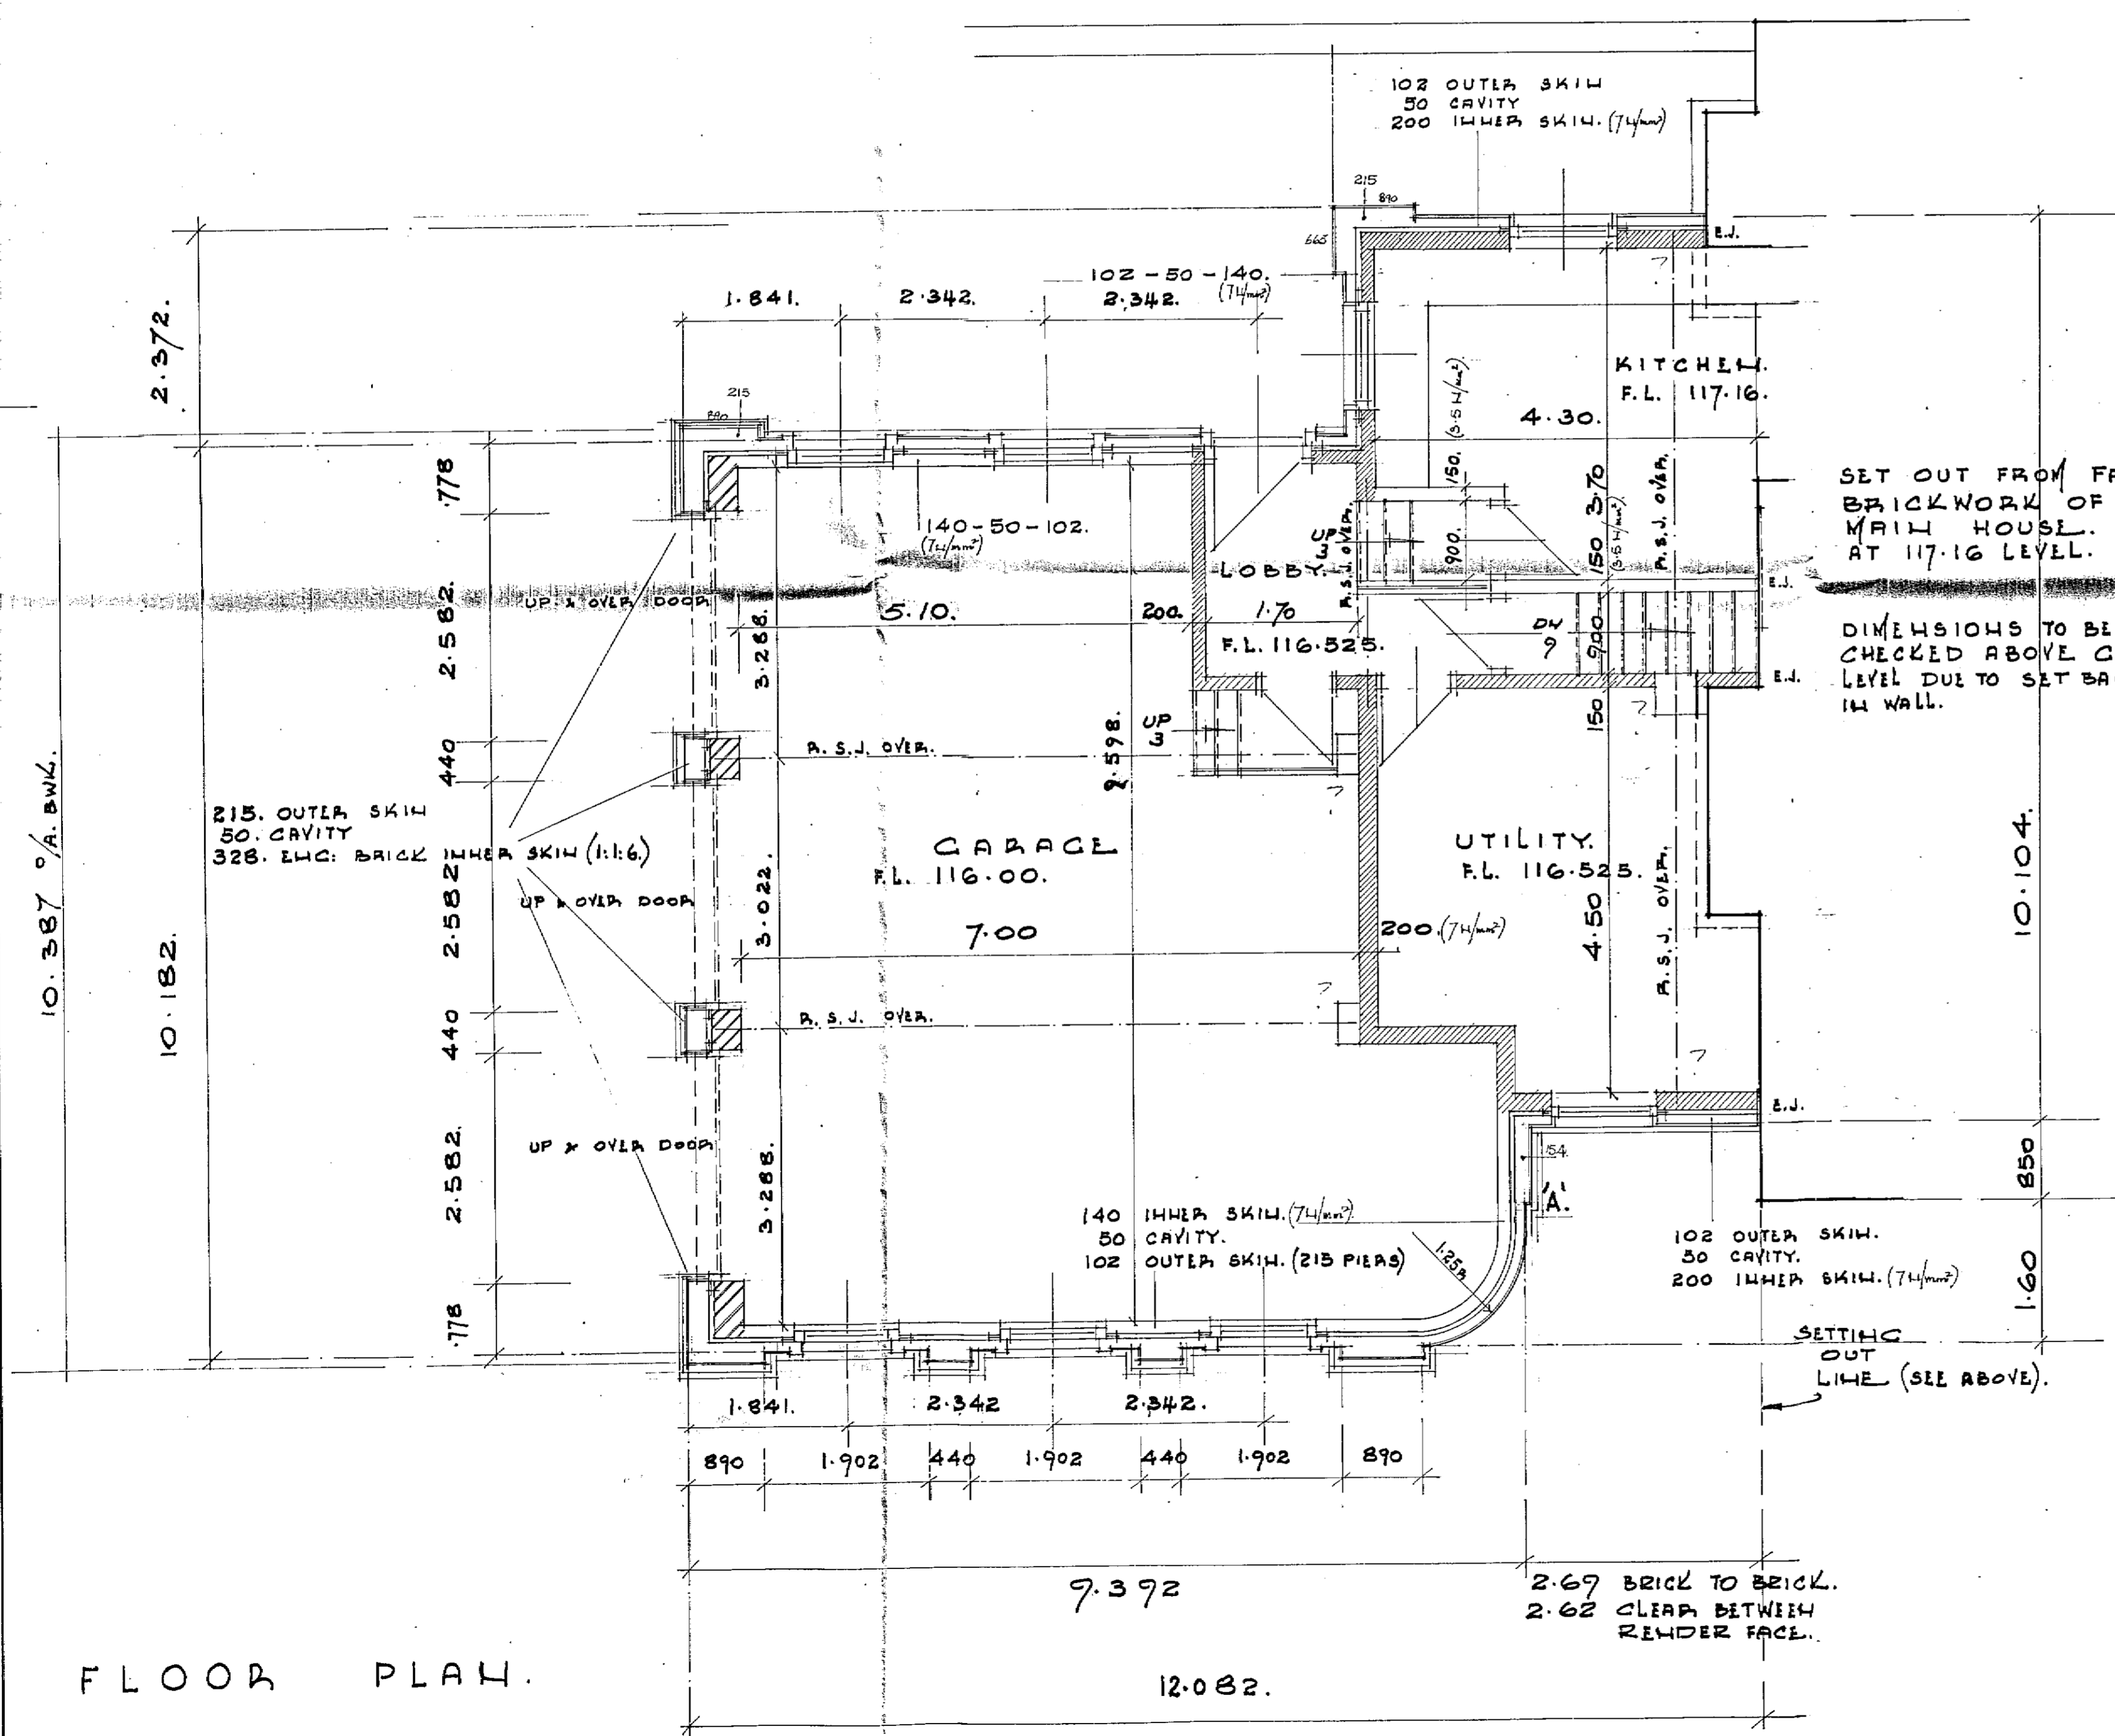 102 OUTER SKIN
50 CAVITY
200 INNER SKIN. (7N/mm²)
215
890
665
E.J.
102-50-140.
(7N/mm²)
1.841.
2.342.
2.342.
2.372.
215
890
KITCHEN.
F.L. 117.16.
4.30.
150. (3.5N/mm²)
.778
140-50-102.
(7N/mm²)
SET OUT FROM FA
BRICKWORK OF
MAIN HOUSE.
AT 117.16 LEVEL.
UP
3
900.
150
3.70
(3.5N/mm²)
R.S.J. OVER.
R.S.J. OVER.
LOBBY.
E.J.
UP & OVER DOOR
5.10.
200.
1.70
F.L. 116.525.
DN
9
900
DIMENSIONS TO BE
CHECKED ABOVE G
LEVEL DUE TO SET BA
IN WALL.
2.582.
3.288.
E.J.
UP
3
150
R.S.J. OVER.
9.598.
440
10.387 O/A. BWK.
215. OUTER SKIN
50. CAVITY
328. ENG: BRICK INNER SKIN (1:1:6.)
GARAGE
F.L. 116.00.
UTILITY.
F.L. 116.525.
2.582
UP & OVER DOOR
3.022.
7.00
200. (7N/mm²)
4.50
R.S.J. OVER.
10.104.
10.182.
440
R.S.J. OVER.
E.J.
2.582.
UP & OVER DOOR
3.288.
154
'A'.
850
140 INNER SKIN. (7N/mm²)
50 CAVITY.
102 OUTER SKIN. (215 PIERS)
1.25R
102 OUTER SKIN.
50 CAVITY.
200 INNER SKIN. (7N/mm²)
1.60
.778
SETTING
OUT
LINE (SEE ABOVE).
1.841.
2.342
2.342.
890
1.902
440
1.902
440
1.902
890
9.392
2.69 BRICK TO BRICK.
2.62 CLEAR BETWEEN
RENDER FACE.
FLOOR PLAN.
12.082.